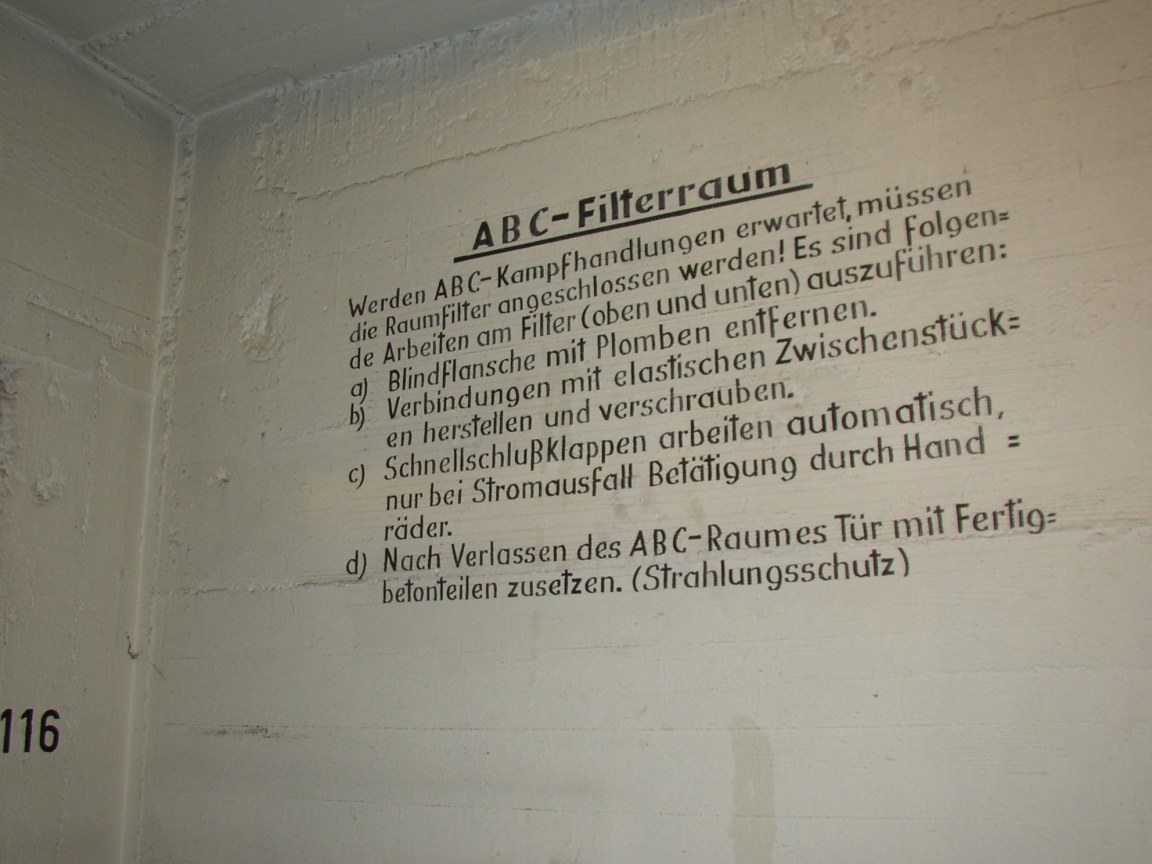 ABC-Filterraum
Werden ABC-Kampfhandlungen erwartet, müssen
die Raumfilter angeschlossen werden! Es sind folgen=
de Arbeiten am Filter (oben und unten) auszuführen:
a) Blindflansche mit Plomben entfernen.
b) Verbindungen mit elastischen Zwischenstück=
en herstellen und verschrauben.
c) Schnellschlußklappen arbeiten automatisch,
nur bei Stromausfall Betätigung durch Hand =
räder.
d) Nach Verlassen des ABC-Raumes Tür mit Fertig=
betonteilen zusetzen. (Strahlungsschutz)
116